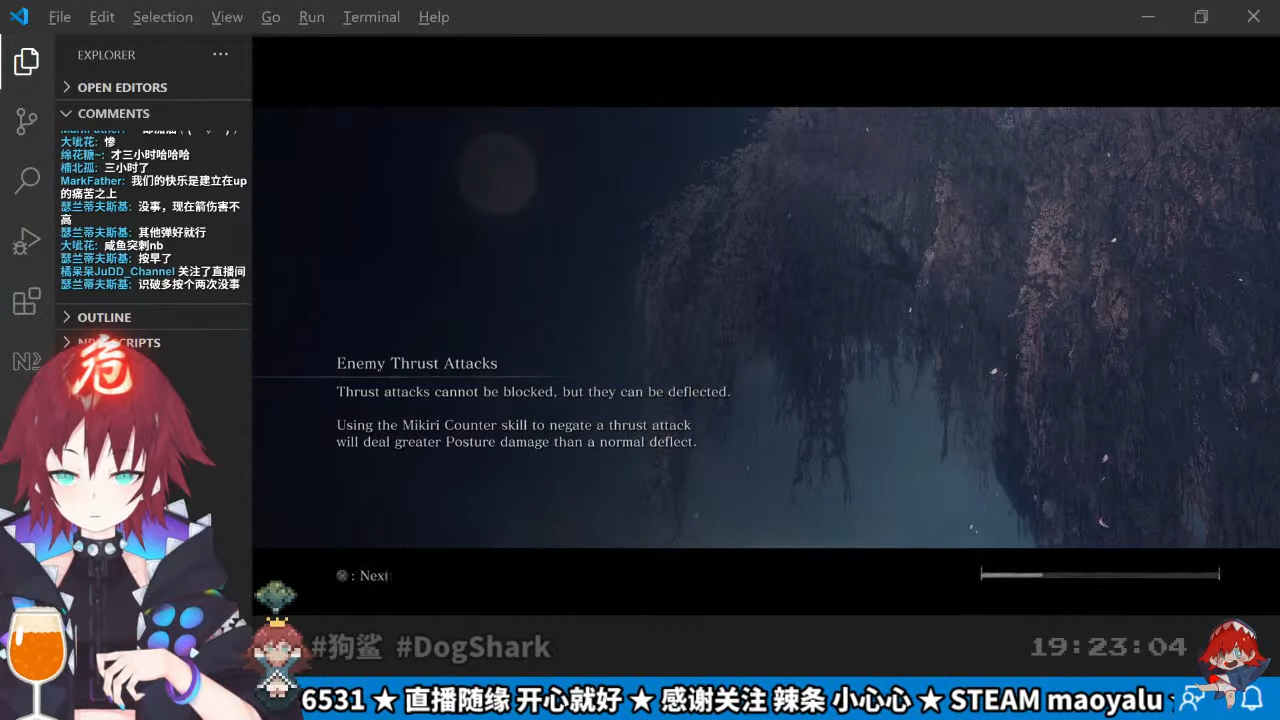 File Edit Selection View Go Run Terminal Help
EXPLORER
OPEN EDITORS
COMMENTS
大呲花: 惨
绵花糖~: 才三小时哈哈哈
楠北孤: 三小时了
MarkFather: 我们的快乐是建立在up
的痛苦之上
瑟兰蒂夫斯基: 没事，现在箭伤害不
高
瑟兰蒂夫斯基: 其他弹好就行
大呲花: 咸鱼突刺nb
瑟兰蒂夫斯基: 按早了
橘呆呆JuDD_Channel 关注了直播间
瑟兰蒂夫斯基: 识破多按个两次没事
OUTLINE
危
Enemy Thrust Attacks
Thrust attacks cannot be blocked, but they can be deflected.
Using the Mikiri Counter skill to negate a thrust attack
will deal greater Posture damage than a normal deflect.
: Next
#狗鲨 #DogShark
19:23:04
6531 ★ 直播随缘 开心就好 ★ 感谢关注 辣条 小心心 ★ STEAM maoyalu